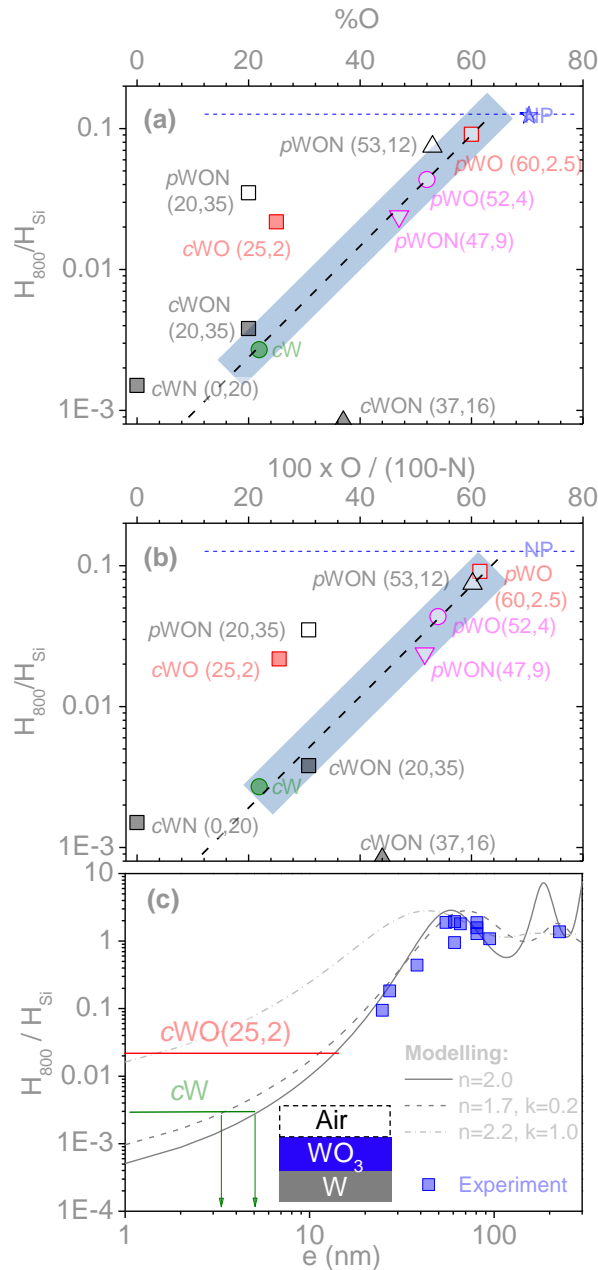 %O
0 20 40 60 80
(a)
NP
pWON (53,12)
pWO (60,2.5)
pWON
(20,35)
pWO(52,4)
cWO (25,2)
pWON(47,9)
cWON
(20,35)
cW
cWN (0,20)
cWON (37,16)
0.1
0.01
1E-3
H800/HSi
100 x O / (100-N)
0 20 40 60 80
(b)
NP
pWON (53,12)
pWO
(60,2.5)
pWON (20,35)
pWO(52,4)
cWO (25,2)
pWON(47,9)
cWON (20,35)
cW
cWN (0,20)
cWON (37,16)
0.1
0.01
1E-3
H800/HSi
(c)
10
1
0.1
0.01
1E-3
1E-4
H800 / HSi
cWO(25,2)
cW
Modelling:
n=2.0
n=1.7, k=0.2
n=2.2, k=1.0
Experiment
Air
WO3
W
1 10 100
e (nm)